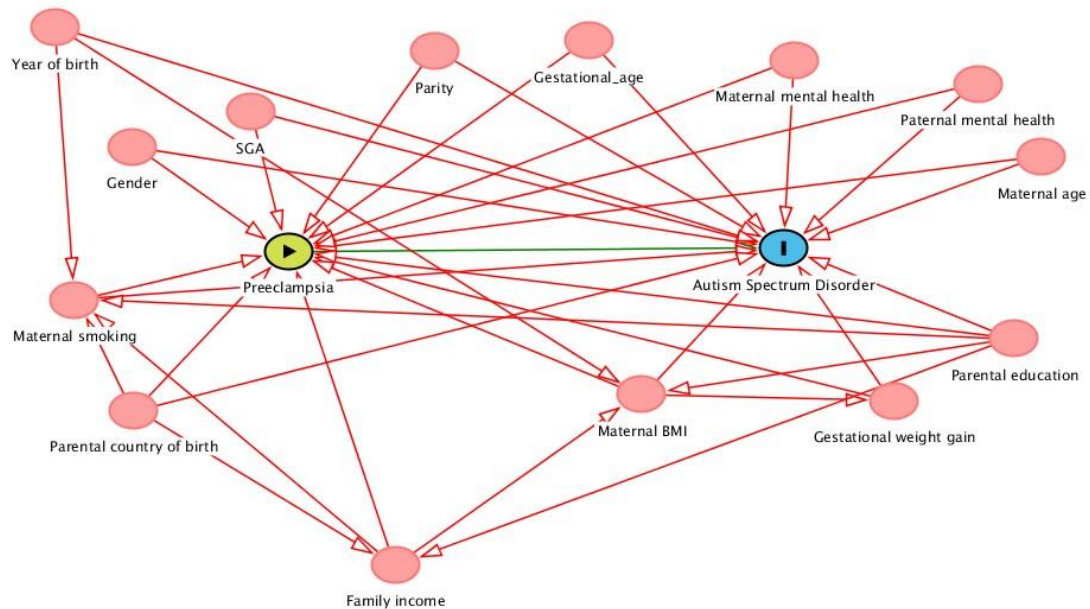 Year of birth
Parity
Gestational_age
Maternal mental health
Paternal mental health
SGA
Gender
Maternal age
Preeclampsia
Autism Spectrum Disorder
Maternal smoking
Parental education
Parental country of birth
Maternal BMI
Gestational weight gain
Family income